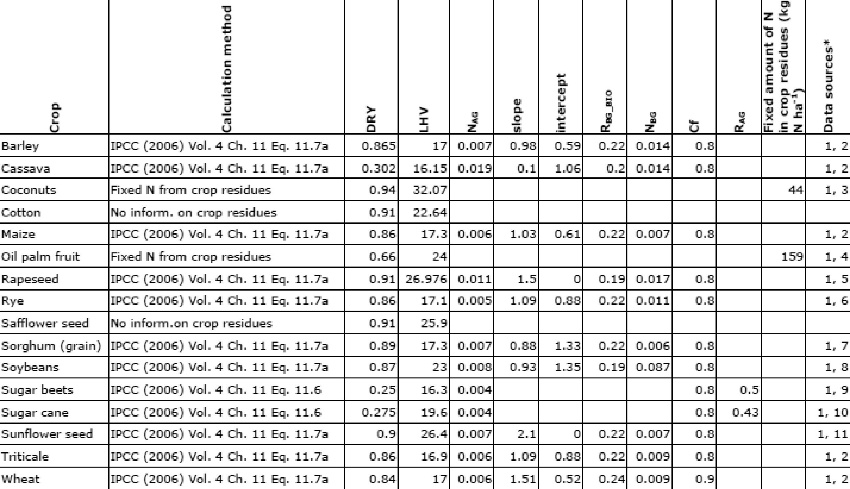 Crop Calculation method DRY LHV NAG slope intercept RBG_BIO NBG Cf RAG Fixed amount of N in crop residues (kg N ha-1) Data sources*
Barley IPCC (2006) Vol. 4 Ch. 11 Eq. 11.7a 0.865 17 0.007 0.98 0.59 0.22 0.014 0.8 1, 2
Cassava IPCC (2006) Vol. 4 Ch. 11 Eq. 11.7a 0.302 16.15 0.019 0.1 1.06 0.2 0.014 0.8 1, 2
Coconuts Fixed N from crop residues 0.94 32.07 44 1, 3
Cotton No inform. on crop residues 0.91 22.64
Maize IPCC (2006) Vol. 4 Ch. 11 Eq. 11.7a 0.86 17.3 0.006 1.03 0.61 0.22 0.007 0.8 1, 2
Oil palm fruit Fixed N from crop residues 0.66 24 159 1, 4
Rapeseed IPCC (2006) Vol. 4 Ch. 11 Eq. 11.7a 0.91 26.976 0.011 1.5 0 0.19 0.017 0.8 1, 5
Rye IPCC (2006) Vol. 4 Ch. 11 Eq. 11.7a 0.86 17.1 0.005 1.09 0.88 0.22 0.011 0.8 1, 6
Safflower seed No inform.on crop residues 0.91 25.9
Sorghum (grain) IPCC (2006) Vol. 4 Ch. 11 Eq. 11.7a 0.89 17.3 0.007 0.88 1.33 0.22 0.006 0.8 1, 7
Soybeans IPCC (2006) Vol. 4 Ch. 11 Eq. 11.7a 0.87 23 0.008 0.93 1.35 0.19 0.087 0.8 1, 8
Sugar beets IPCC (2006) Vol. 4 Ch. 11 Eq. 11.6 0.25 16.3 0.004 0.8 0.5 1, 9
Sugar cane IPCC (2006) Vol. 4 Ch. 11 Eq. 11.6 0.275 19.6 0.004 0.8 0.43 1, 10
Sunflower seed IPCC (2006) Vol. 4 Ch. 11 Eq. 11.7a 0.9 26.4 0.007 2.1 0 0.22 0.007 0.8 1, 11
Triticale IPCC (2006) Vol. 4 Ch. 11 Eq. 11.7a 0.86 16.9 0.006 1.09 0.88 0.22 0.009 0.8 1, 2
Wheat IPCC (2006) Vol. 4 Ch. 11 Eq. 11.7a 0.84 17 0.006 1.51 0.52 0.24 0.009 0.9 1, 2